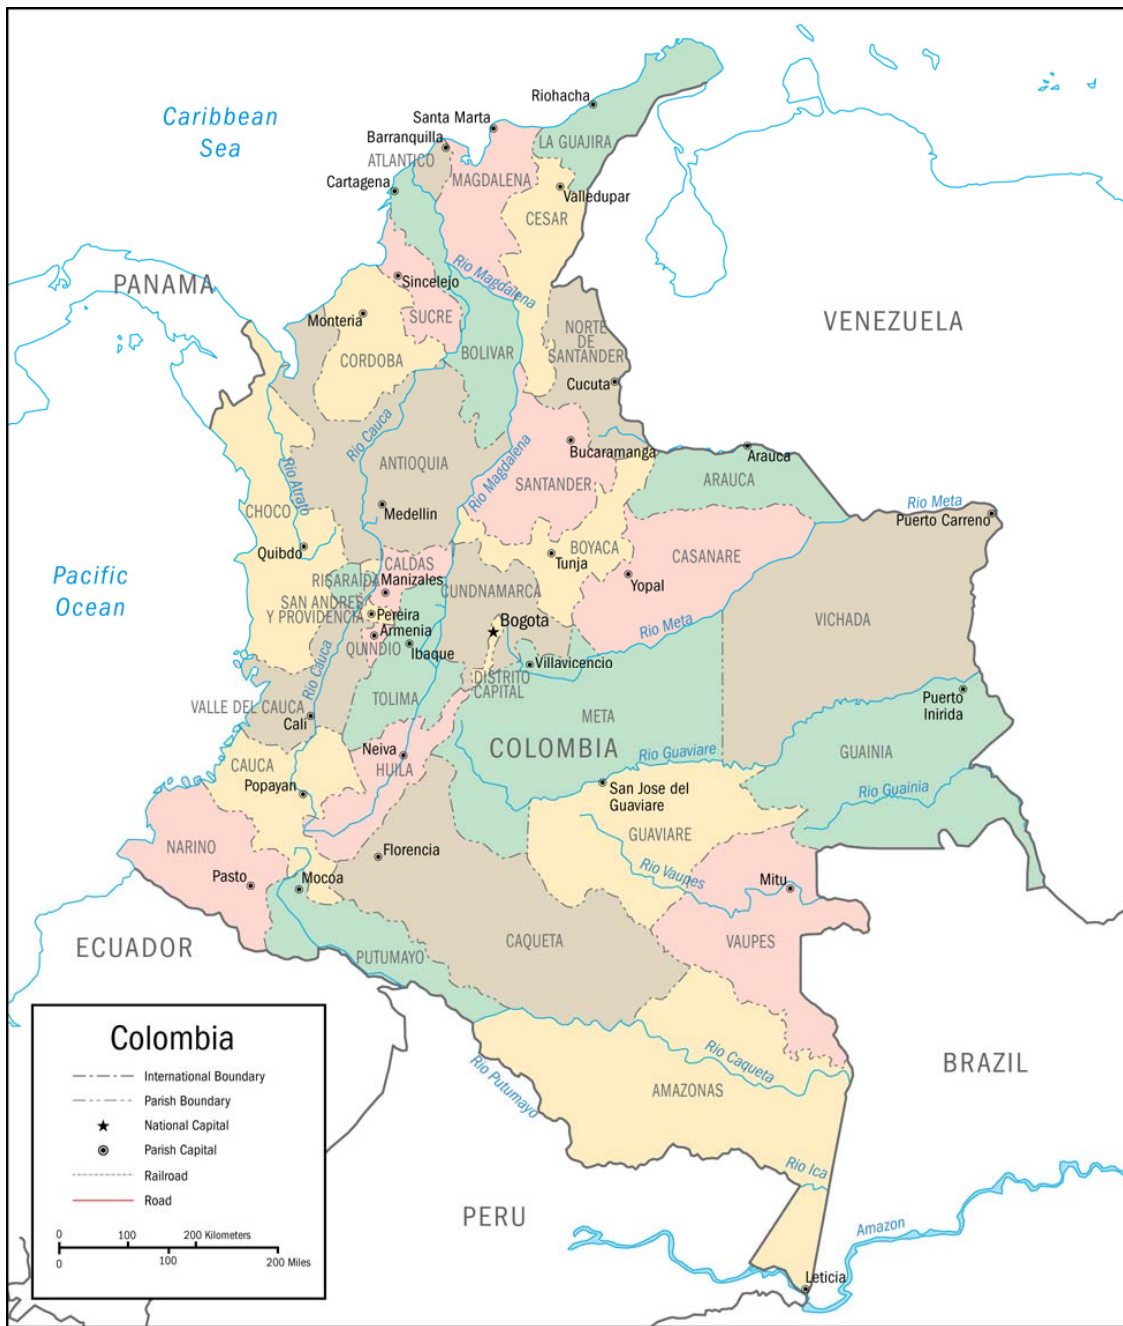 Caribbean
Sea
Riohacha
Santa Marta
Barranquilla
LA GUAJIRA
ATLANTICO
MAGDALENA
Cartagena
Valledupar
CESAR
Rio Magdalena
PANAMA
Sincelejo
SUCRE
Monteria
VENEZUELA
NORTE
DE
SANTANDER
CORDOBA
BOLIVAR
Cucuta
Rio Cauca
Bucaramanga
Arauca
ANTIOQUIA
Rio Magdalena
SANTANDER
ARAUCA
Rio Atrato
Rio Meta
CHOCO
Medellin
Puerto Carreno
Quibdo
BOYACA
Tunja
CASANARE
CALDAS
Pacific
Ocean
RISARALDA
Manizales
CUNDNAMARCA
Yopal
SAN ANDRES
Y PROVIDENCIA
Pereira
Bogota
VICHADA
Armenia
QUINDIO
Ibaque
Rio Meta
Rio Cauca
Villavicencio
DISTRITO
CAPITAL
TOLIMA
VALLE DEL CAUCA
Cali
META
Puerto
Inirida
COLOMBIA
Neiva
HUILA
Rio Guaviare
GUAINIA
CAUCA
Popayan
San Jose del
Guaviare
Rio Guainia
GUAVIARE
NARINO
Florencia
Rio Vaupes
Pasto
Mocoa
Mitu
ECUADOR
CAQUETA
VAUPES
PUTUMAYO
Rio Caqueta
Rio Putumayo
AMAZONAS
BRAZIL
Rio Ica
PERU
Amazon
Leticia
Colombia
International Boundary
Parish Boundary
National Capital
Parish Capital
Railroad
Road
0 100 200 Kilometers
0 100 200 Miles